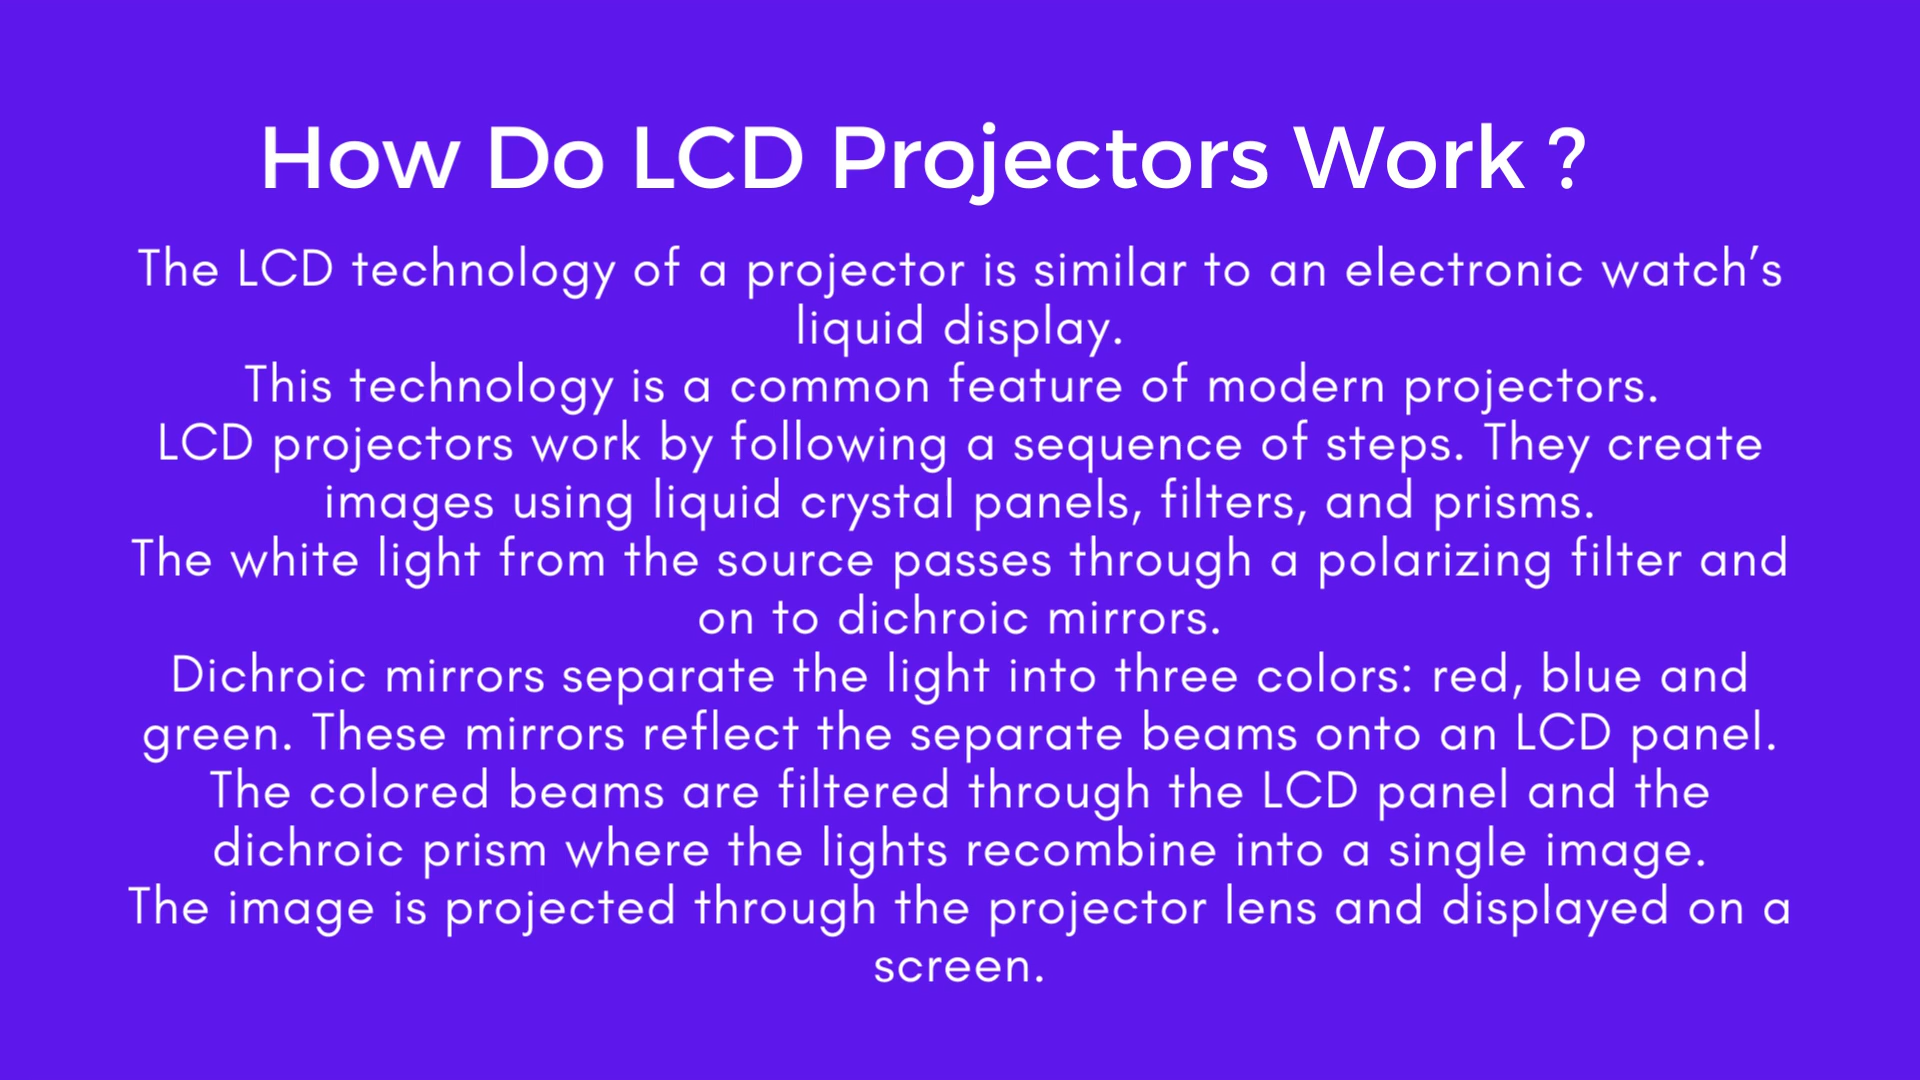 How Do LCD Projectors Work ?
The LCD technology of a projector is similar to an electronic watch’s
liquid display.
This technology is a common feature of modern projectors.
LCD projectors work by following a sequence of steps. They create
images using liquid crystal panels, filters, and prisms.
The white light from the source passes through a polarizing filter and
on to dichroic mirrors.
Dichroic mirrors separate the light into three colors: red, blue and
green. These mirrors reflect the separate beams onto an LCD panel.
The colored beams are filtered through the LCD panel and the
dichroic prism where the lights recombine into a single image.
The image is projected through the projector lens and displayed on a
screen.